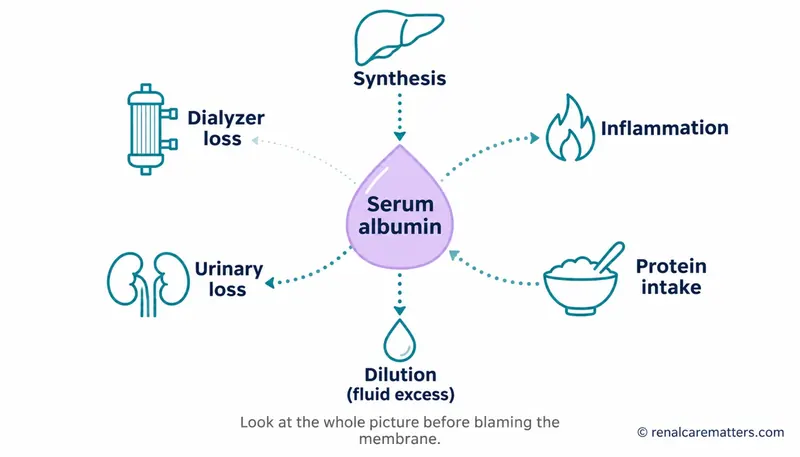 Synthesis
Dialyzer
loss
Inflammation
Serum
albumin
Urinary
loss
Protein
intake
Dilution
(fluid excess)
Look at the whole picture before blaming the
membrane.
© renalcarematters.com